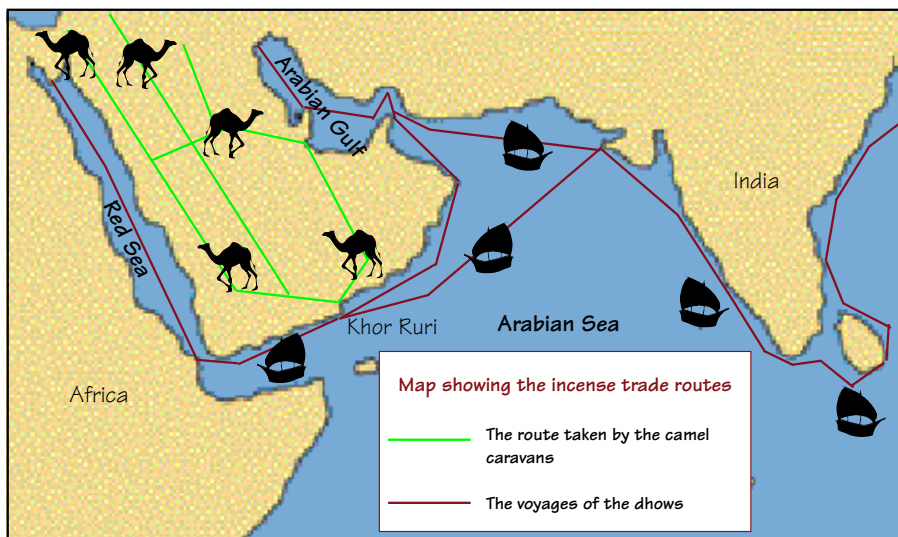 Arabian Gulf
India
Red Sea
Khor Ruri
Arabian Sea
Africa
Map showing the incense trade routes
The route taken by the camel
caravans
The voyages of the dhows